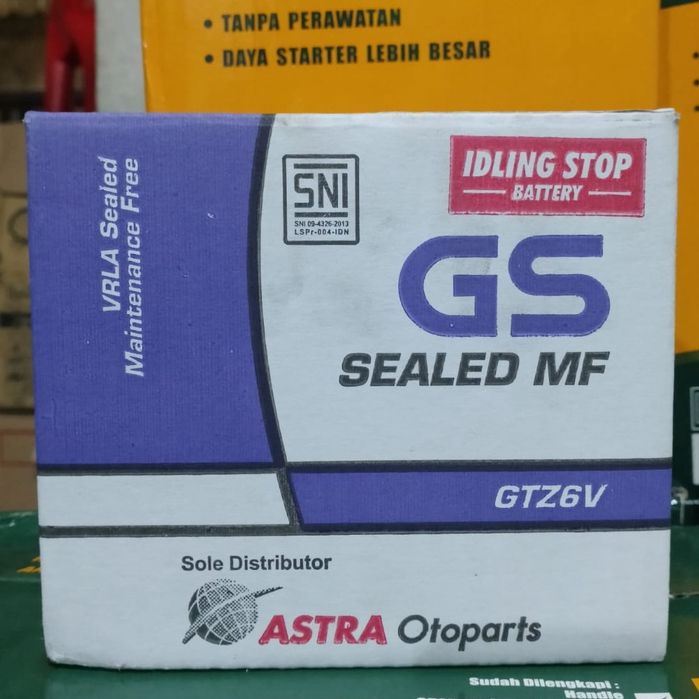 • TANPA PERAWATAN
• DAYA STARTER LEBIH BESAR
VRLA Sealed
Maintenance Free
SNI
SNI 09-4326-2013
LSPr-004-IDN
IDLING STOP
BATTERY
GS
SEALED MF
GTZ6V
Sole Distributor
ASTRA Otoparts
Sudah Dilengkapi :
Handle